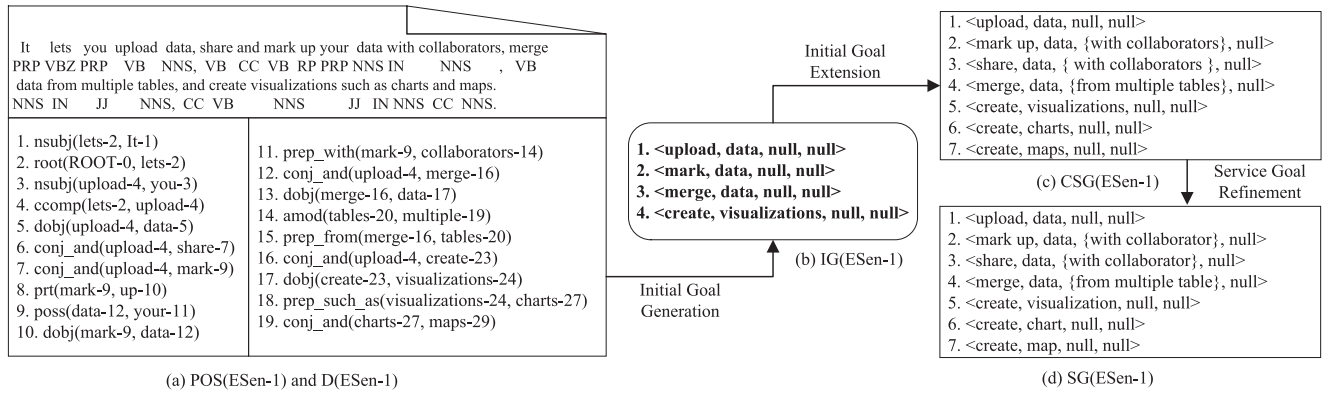 It lets you upload data, share and mark up your data with collaborators, merge
PRP VBZ PRP VB NNS, VB CC VB RP PRP NNS IN NNS , VB
data from multiple tables, and create visualizations such as charts and maps.
NNS IN JJ NNS, CC VB NNS JJ IN NNS CC NNS.
1. nsubj(lets-2, It-1)
2. root(ROOT-0, lets-2)
3. nsubj(upload-4, you-3)
4. ccomp(lets-2, upload-4)
5. dobj(upload-4, data-5)
6. conj_and(upload-4, share-7)
7. conj_and(upload-4, mark-9)
8. prt(mark-9, up-10)
9. poss(data-12, your-11)
10. dobj(mark-9, data-12)
11. prep_with(mark-9, collaborators-14)
12. conj_and(upload-4, merge-16)
13. dobj(merge-16, data-17)
14. amod(tables-20, multiple-19)
15. prep_from(merge-16, tables-20)
16. conj_and(upload-4, create-23)
17. dobj(create-23, visualizations-24)
18. prep_such_as(visualizations-24, charts-27)
19. conj_and(charts-27, maps-29)
(a) POS(ESen-1) and D(ESen-1)
Initial Goal
Generation
1. <upload, data, null, null>
2. <mark, data, null, null>
3. <merge, data, null, null>
4. <create, visualizations, null, null>
(b) IG(ESen-1)
Initial Goal
Extension
1. <upload, data, null, null>
2. <mark up, data, {with collaborators}, null>
3. <share, data, { with collaborators }, null>
4. <merge, data, {from multiple tables}, null>
5. <create, visualizations, null, null>
6. <create, charts, null, null>
7. <create, maps, null, null>
(c) CSG(ESen-1)
Service Goal
Refinement
1. <upload, data, null, null>
2. <mark up, data, {with collaborator}, null>
3. <share, data, {with collaborator}, null>
4. <merge, data, {from multiple table}, null>
5. <create, visualization, null, null>
6. <create, chart, null, null>
7. <create, map, null, null>
(d) SG(ESen-1)